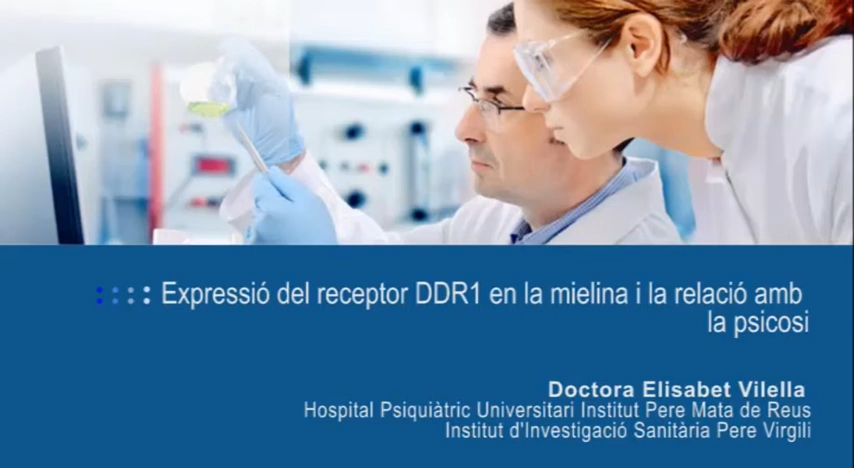 Expressió del receptor DDR1 en la mielina i la relació amb
la psicosi
Doctora Elisabet Vilella
Hospital Psiquiàtric Universitari Institut Pere Mata de Reus
Institut d'Investigació Sanitària Pere Virgili